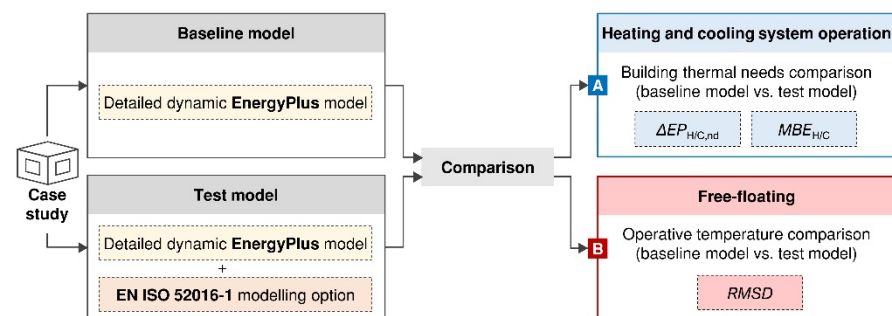 Baseline model
Detailed dynamic EnergyPlus model
Case
study
Test model
Detailed dynamic EnergyPlus model
+
EN ISO 52016-1 modelling option
Comparison
Heating and cooling system operation
A
Building thermal needs comparison
(baseline model vs. test model)
ΔEP_H/C,nd
MBE_H/C
Free-floating
B
Operative temperature comparison
(baseline model vs. test model)
RMSD